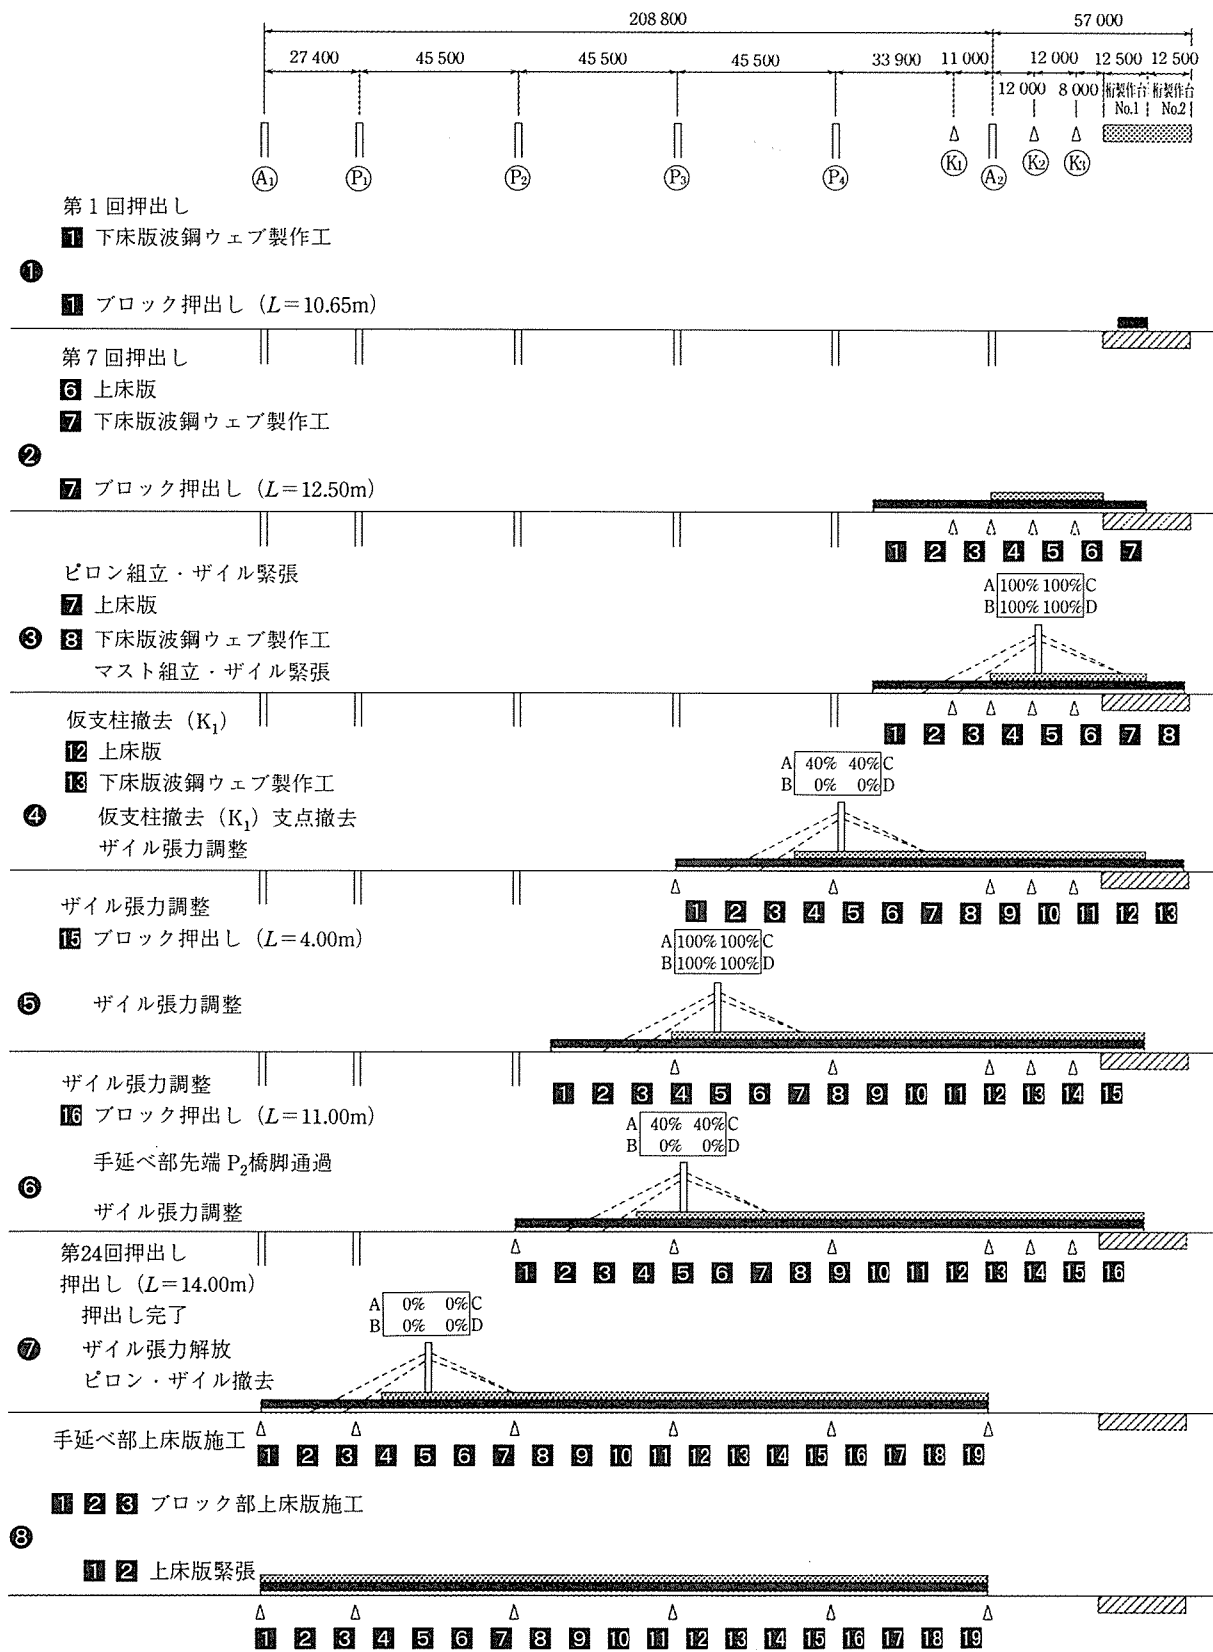 208 800 57 000
27 400 45 500 45 500 45 500 33 900 11 000 12 000 12 500 12 500
12 000 8 000 桁製作台 No.1 桁製作台 No.2
A1 P1 P2 P3 P4 K1 A2 K2 K3
第1回押出し
1 下床版波鋼ウェブ製作工
❶
1 ブロック押出し (L=10.65m)
第7回押出し
6 上床版
7 下床版波鋼ウェブ製作工
❷
7 ブロック押出し (L=12.50m)
1 2 3 4 5 6 7
ピロン組立・ザイル緊張
7 上床版
❸ 8 下床版波鋼ウェブ製作工
マスト組立・ザイル緊張
A 100% 100% C
B 100% 100% D
1 2 3 4 5 6 7 8
仮支柱撤去 (K1)
12 上床版
13 下床版波鋼ウェブ製作工
❹ 仮支柱撤去 (K1) 支点撤去
ザイル張力調整
A 40% 40% C
B 0% 0% D
1 2 3 4 5 6 7 8 9 10 11 12 13
ザイル張力調整
15 ブロック押出し (L=4.00m)
❺ ザイル張力調整
A 100% 100% C
B 100% 100% D
1 2 3 4 5 6 7 8 9 10 11 12 13 14 15
ザイル張力調整
16 ブロック押出し (L=11.00m)
手延べ部先端 P2橋脚通過
❻
ザイル張力調整
A 40% 40% C
B 0% 0% D
1 2 3 4 5 6 7 8 9 10 11 12 13 14 15 16
第24回押出し
押出し (L=14.00m)
押出し完了
❼ ザイル張力解放
ピロン・ザイル撤去
A 0% 0% C
B 0% 0% D
1 2 3 4 5 6 7 8 9 10 11 12 13 14 15 16 17 18 19
手延べ部上床版施工
1 2 3 ブロック部上床版施工
❽
1 2 上床版緊張
1 2 3 4 5 6 7 8 9 10 11 12 13 14 15 16 17 18 19